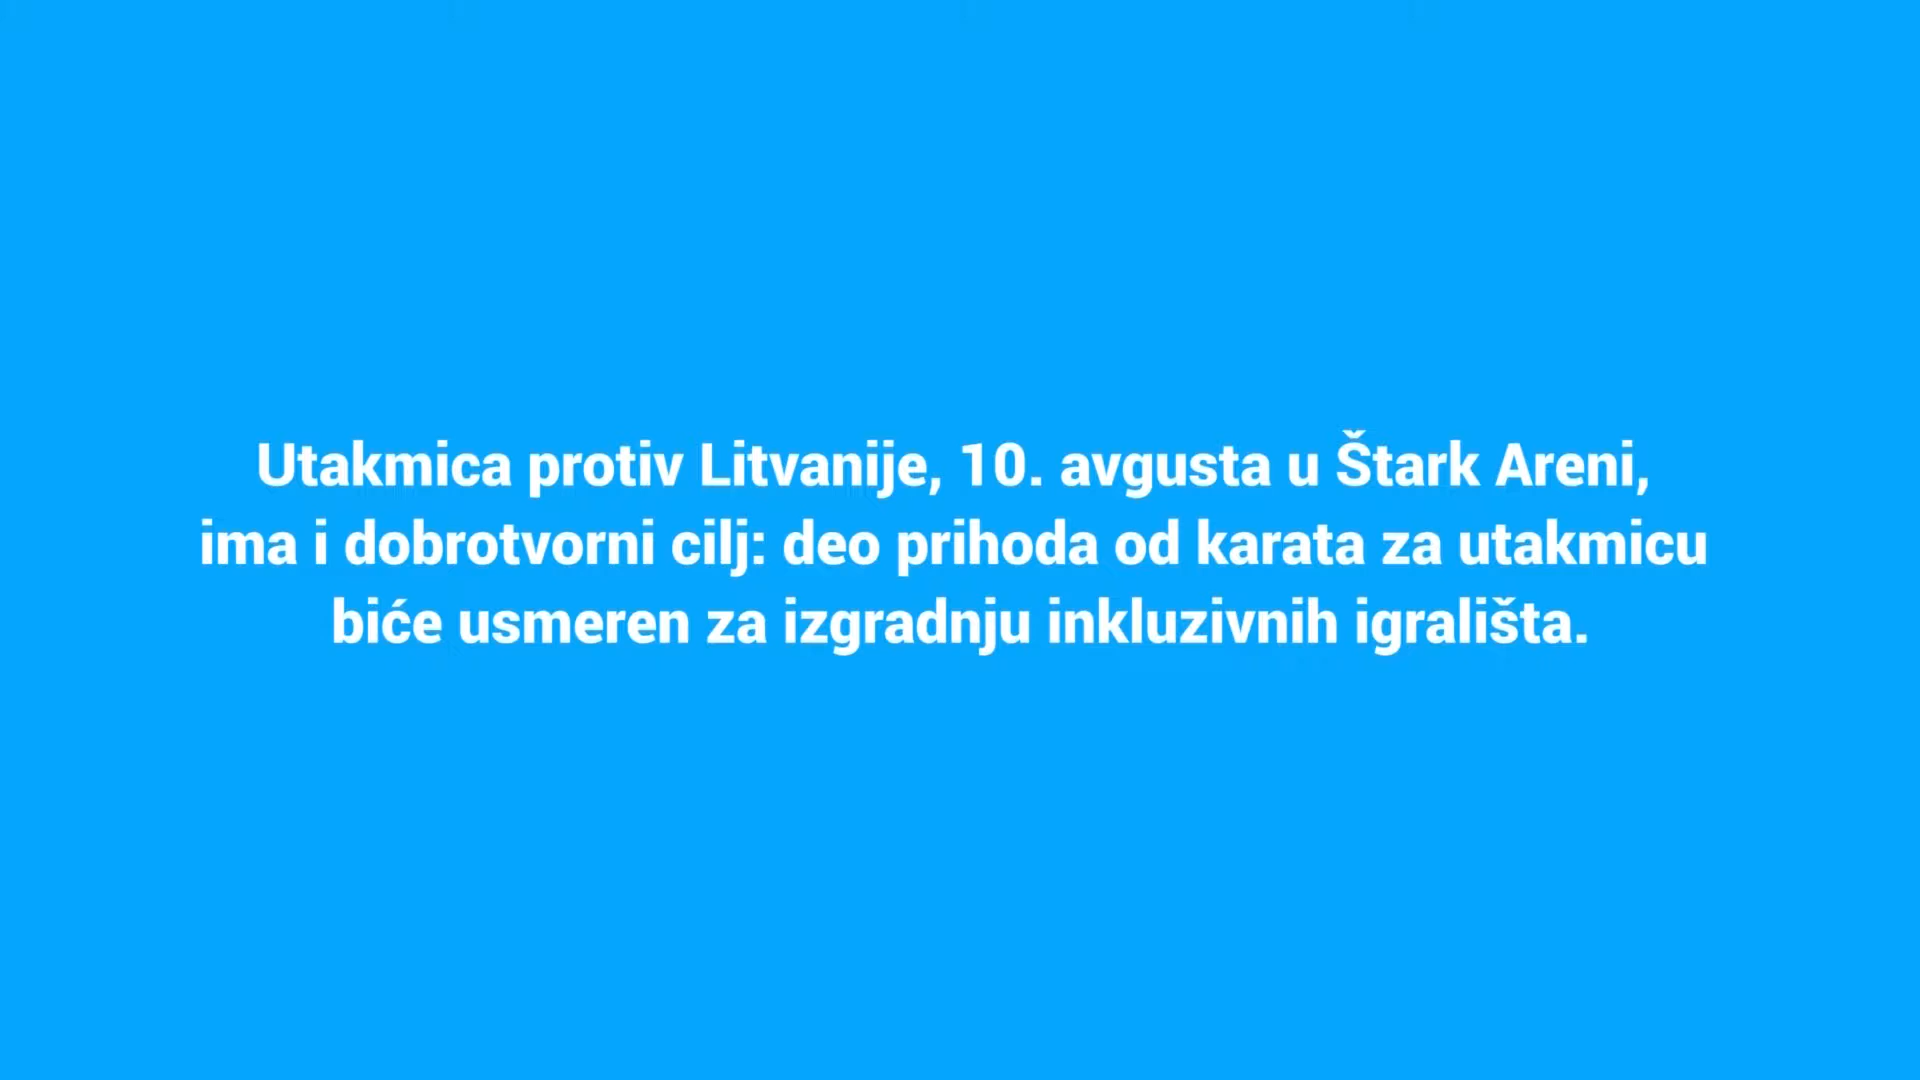 Utakmica protiv Litvanije, 10. avgusta u Štark Areni,
ima i dobrotvorni cilj: deo prihoda od karata za utakmicu
biće usmeren za izgradnju inkluzivnih igrališta.